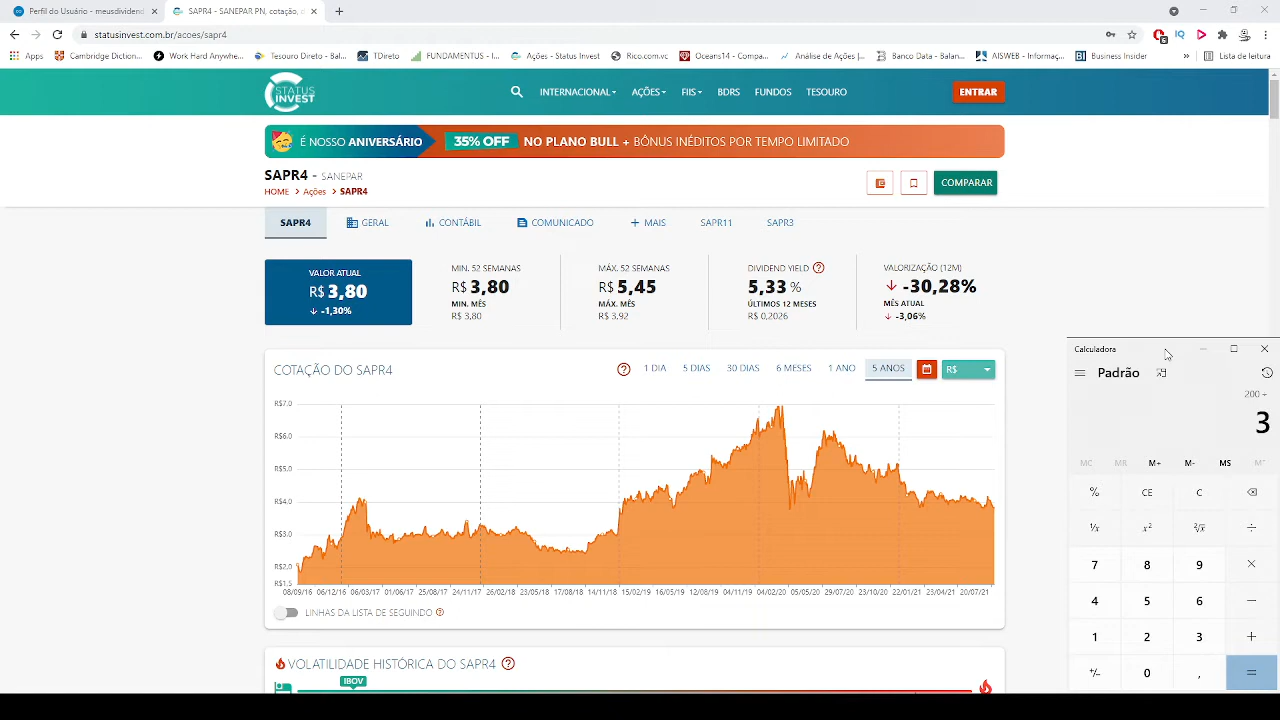 Perfil do Usuário - meusdividend
SAPR4 - SANEPAR PN, cotação, d
statusinvest.com.br/acoes/sapr4
Apps Cambridge Diction... Work Hard Anywhe... Tesouro Direto - Bal... TDireto FUNDAMENTUS - I... Ações - Status Invest Rico.com.vc Oceans14 - Compa... Análise de Ações |... Banco Data - Balan... AISWEB - Informaç... Business Insider » Lista de leitura
STATUS INVEST
INTERNACIONAL AÇÕES FIIS BDRS FUNDOS TESOURO ENTRAR
É NOSSO ANIVERSÁRIO 35% OFF NO PLANO BULL + BÔNUS INÉDITOS POR TEMPO LIMITADO
SAPR4 - SANEPAR
HOME > Ações > SAPR4
COMPARAR
SAPR4 GERAL CONTÁBIL COMUNICADO + MAIS SAPR11 SAPR3
VALOR ATUAL
R$ 3,80
-1,30%
MIN. 52 SEMANAS
R$ 3,80
MIN. MÊS
R$ 3,80
MÁX. 52 SEMANAS
R$ 5,45
MÁX. MÊS
R$ 3,92
DIVIDEND YIELD
5,33 %
ÚLTIMOS 12 MESES
R$ 0,2026
VALORIZAÇÃO (12M)
-30,28%
MÊS ATUAL
-3,06%
COTAÇÃO DO SAPR4
1 DIA 5 DIAS 30 DIAS 6 MESES 1 ANO 5 ANOS R$
R$7.0
R$6.0
R$5.0
R$4.0
R$3.0
R$2.0
R$1.5
08/09/16 06/12/16 06/03/17 01/06/17 25/08/17 24/11/17 26/02/18 25/05/18 17/08/18 14/11/18 15/02/19 16/05/19 12/08/19 04/11/19 04/02/20 05/05/20 29/07/20 23/10/20 22/01/21 23/04/21 20/07/21
LINHAS DA LISTA DE SEGUINDO
VOLATILIDADE HISTÓRICA DO SAPR4
IBOV
Calculadora
Padrão
200 ÷
3
MC MR M+ M- MS M˅
% CE C
¹/x x² ²√x ÷
7 8 9 ×
4 5 6 −
1 2 3 +
+/- 0 , =